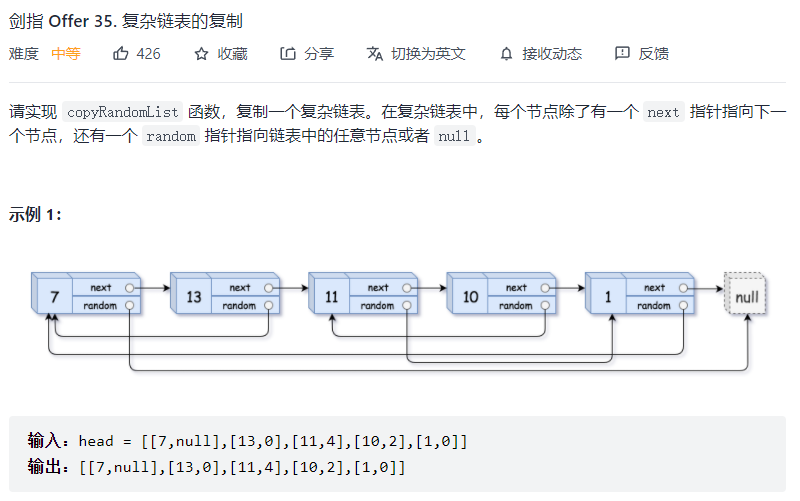 剑指 Offer 35. 复杂链表的复制
难度 中等 426 收藏 分享 切换为英文 接收动态 反馈
请实现 copyRandomList 函数，复制一个复杂链表。在复杂链表中，每个节点除了有一个 next 指针指向下一
个节点，还有一个 random 指针指向链表中的任意节点或者 null。
示例 1：
7 next random 13 next random 11 next random 10 next random 1 next random null
输入：head = [[7,null],[13,0],[11,4],[10,2],[1,0]]
输出：[[7,null],[13,0],[11,4],[10,2],[1,0]]